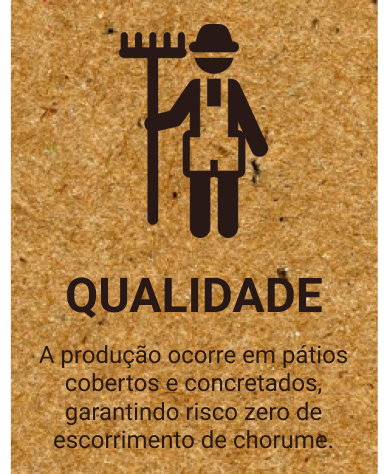 QUALIDADE
A produção ocorre em pátios
cobertos e concretados,
garantindo risco zero de
escorrimento de chorume.